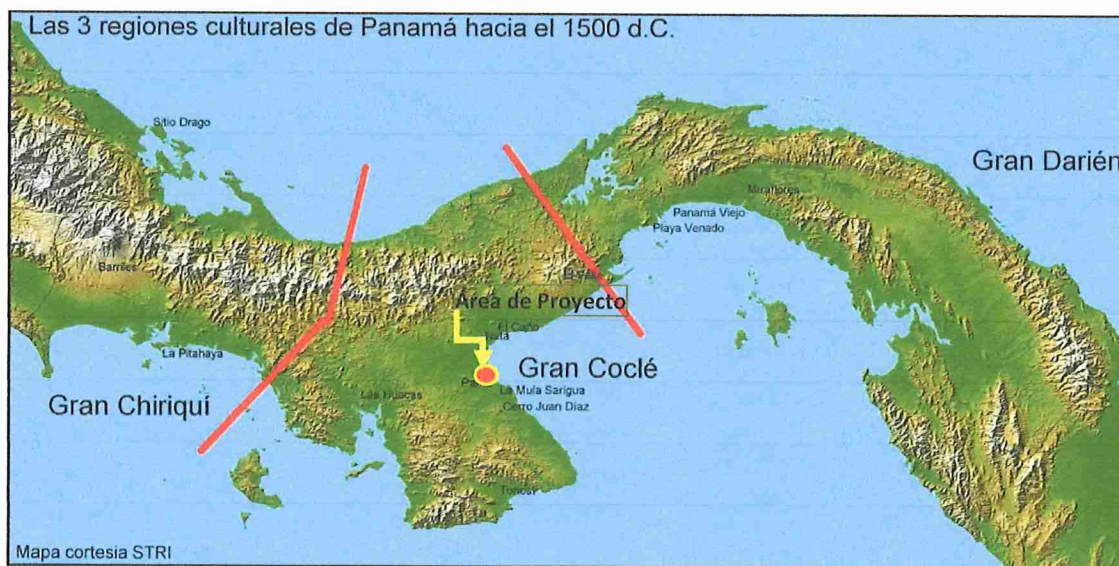 Las 3 regiones culturales de Panamá hacia el 1500 d.C.
Sitio Drago
Gran Darién
Miraflores
Panamá Viejo
Playa Venado
Barriles
Área de Proyecto
El Caño
La Pitahaya
Gran Coclé
La Mula Sarigua
Las Huacas
Cerro Juan Díaz
Gran Chiriquí
Tonosí
Mapa cortesia STRI